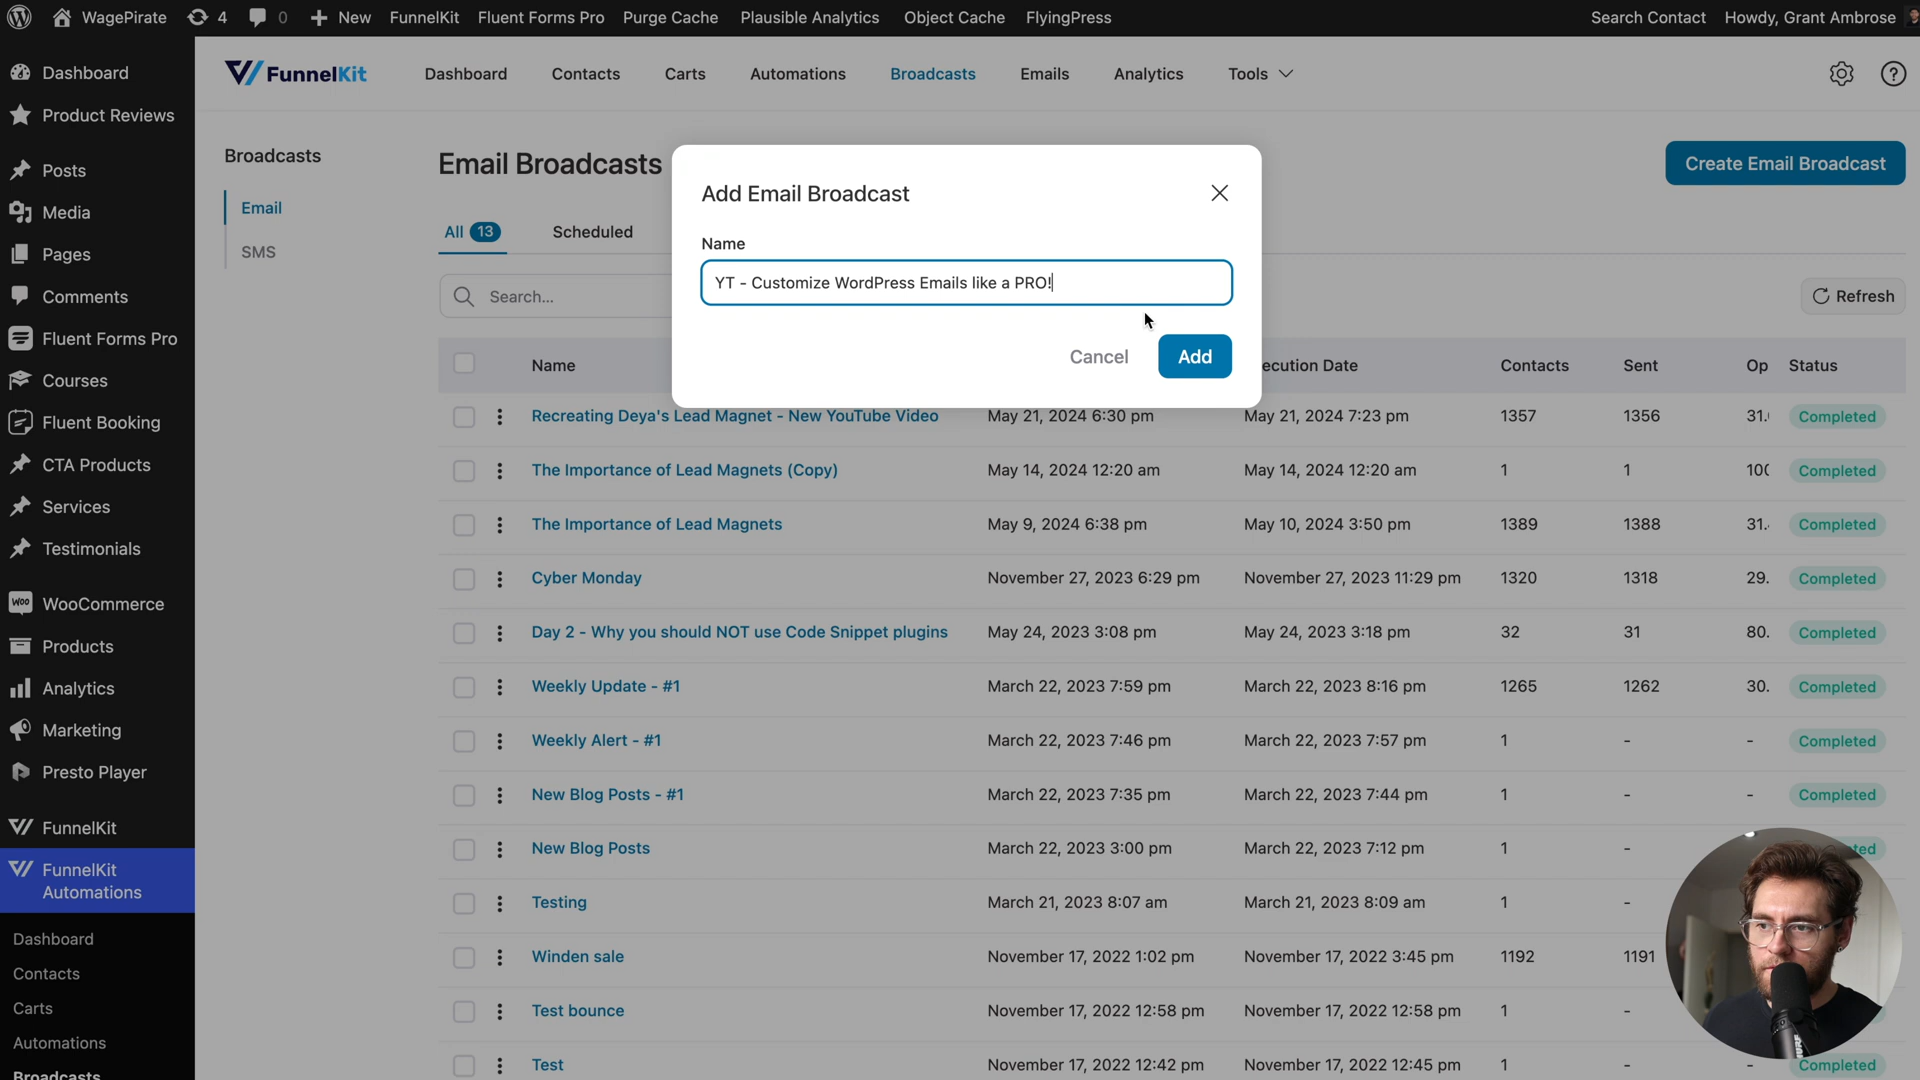 WagePirate 4 0 New FunnelKit Fluent Forms Pro Purge Cache Plausible Analytics Object Cache FlyingPress Search Contact Howdy, Grant Ambrose
Dashboard
Product Reviews
Posts
Media
Pages
Comments
Fluent Forms Pro
Courses
Fluent Booking
CTA Products
Services
Testimonials
WooCommerce
Products
Analytics
Marketing
Presto Player
FunnelKit
FunnelKit
Automations
Dashboard
Contacts
Carts
Automations
Broadcasts
FunnelKit Dashboard Contacts Carts Automations Broadcasts Emails Analytics Tools
Broadcasts
Email
SMS
Email Broadcasts
Create Email Broadcast
All 13 Scheduled
Search...
Refresh
Add Email Broadcast
Name
YT - Customize WordPress Emails like a PRO!
Cancel Add
Name ecution Date Contacts Sent Op Status
Recreating Deya's Lead Magnet - New YouTube Video May 21, 2024 6:30 pm May 21, 2024 7:23 pm 1357 1356 31. Completed
The Importance of Lead Magnets (Copy) May 14, 2024 12:20 am May 14, 2024 12:20 am 1 1 100 Completed
The Importance of Lead Magnets May 9, 2024 6:38 pm May 10, 2024 3:50 pm 1389 1388 31. Completed
Cyber Monday November 27, 2023 6:29 pm November 27, 2023 11:29 pm 1320 1318 29. Completed
Day 2 - Why you should NOT use Code Snippet plugins May 24, 2023 3:08 pm May 24, 2023 3:18 pm 32 31 80. Completed
Weekly Update - #1 March 22, 2023 7:59 pm March 22, 2023 8:16 pm 1265 1262 30. Completed
Weekly Alert - #1 March 22, 2023 7:46 pm March 22, 2023 7:57 pm 1 - - Completed
New Blog Posts - #1 March 22, 2023 7:35 pm March 22, 2023 7:44 pm 1 - - Completed
New Blog Posts March 22, 2023 3:00 pm March 22, 2023 7:12 pm 1 - ted
Testing March 21, 2023 8:07 am March 21, 2023 8:09 am 1 -
Winden sale November 17, 2022 1:02 pm November 17, 2022 3:45 pm 1192 1191
Test bounce November 17, 2022 12:58 pm November 17, 2022 12:58 pm 1 -
Test November 17, 2022 12:42 pm November 17, 2022 12:45 pm 1 - - Completed